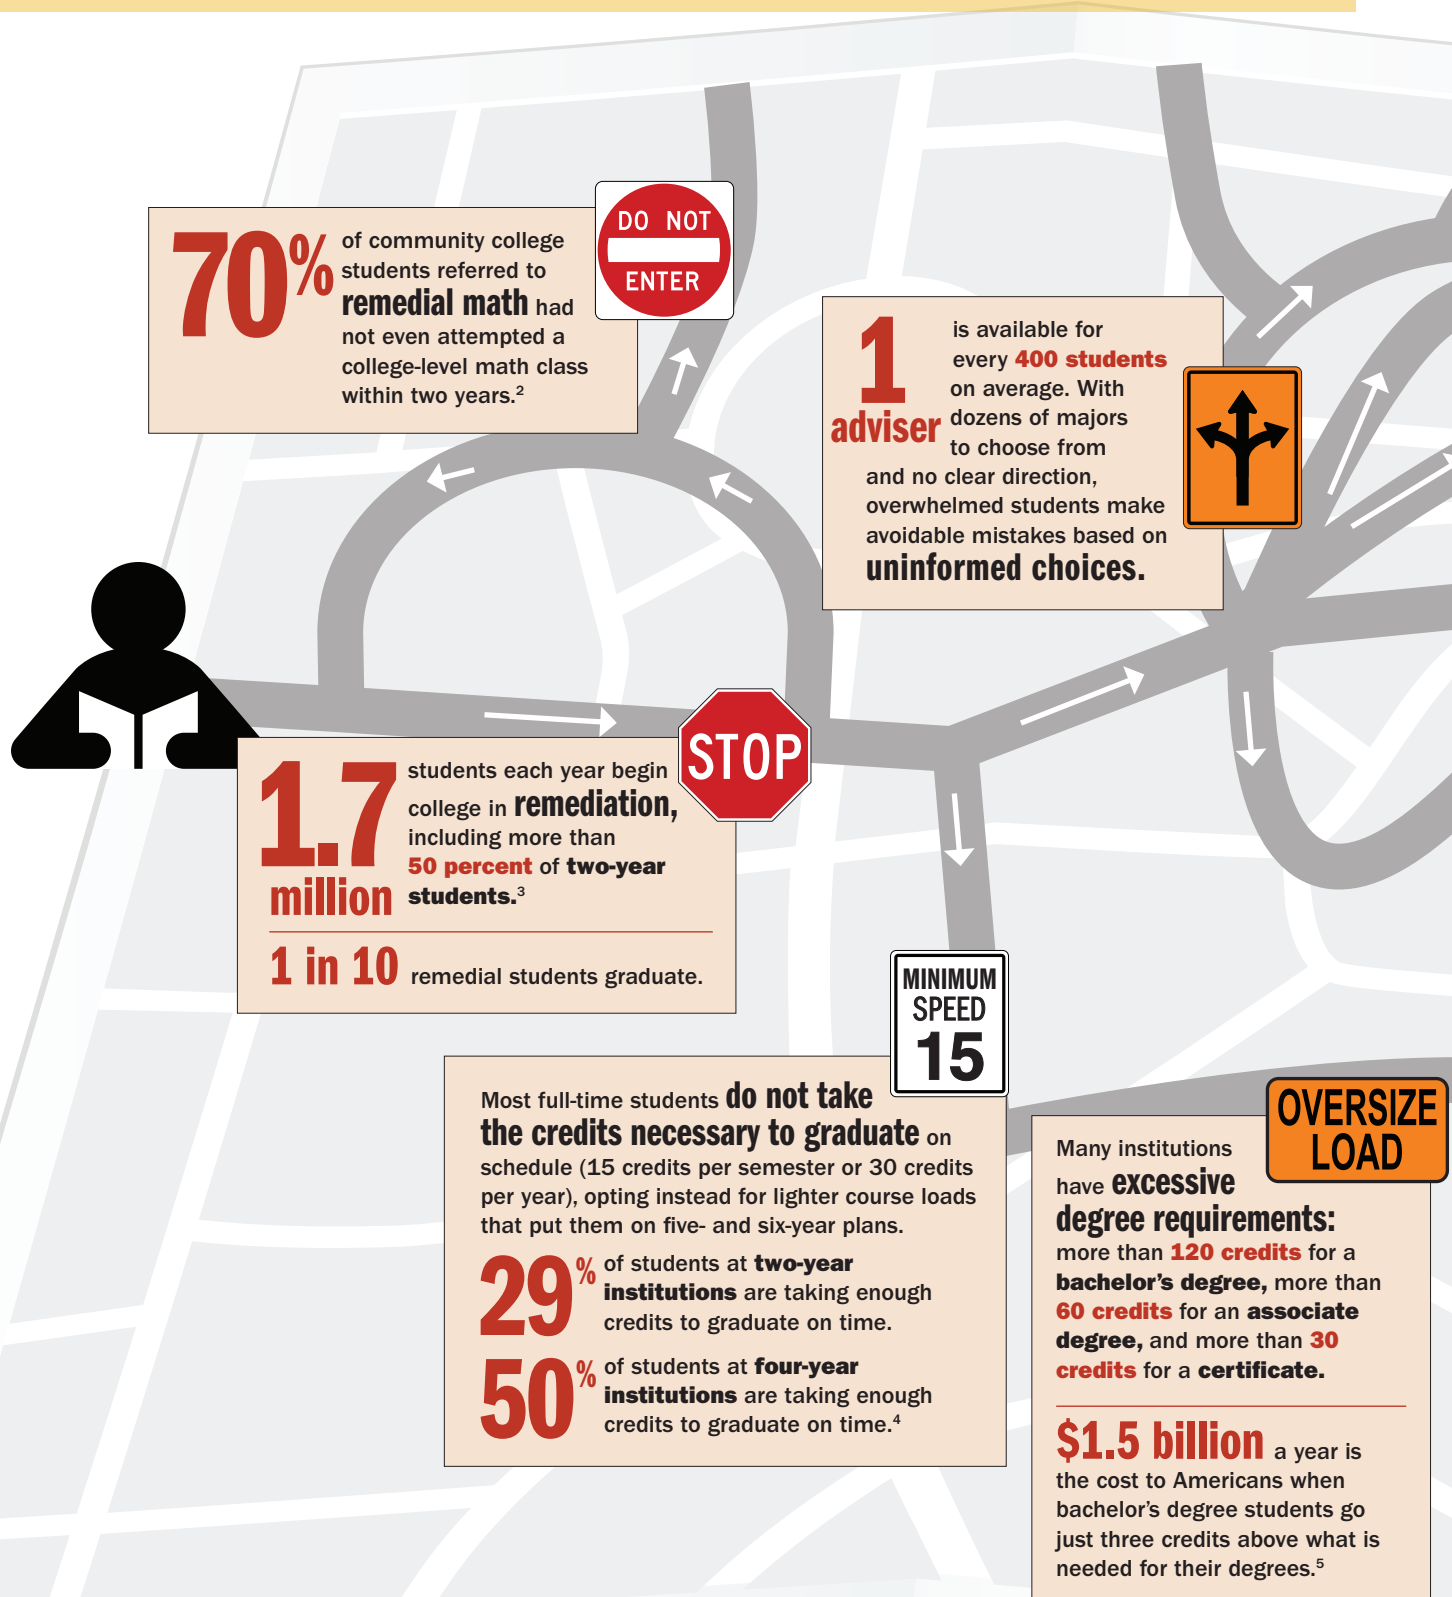 70%
of community college
students referred to
remedial math had
not even attempted a
college-level math class
within two years.2
DO NOT
ENTER
1
adviser
is available for
every 400 students
on average. With
dozens of majors
to choose from
and no clear direction,
overwhelmed students make
avoidable mistakes based on
uninformed choices.
STOP
1.7
million
students each year begin
college in remediation,
including more than
50 percent of two-year
students.3
1 in 10 remedial students graduate.
MINIMUM
SPEED
15
Most full-time students do not take
the credits necessary to graduate on
schedule (15 credits per semester or 30 credits
per year), opting instead for lighter course loads
that put them on five- and six-year plans.
29%
of students at two-year
institutions are taking enough
credits to graduate on time.
50%
of students at four-year
institutions are taking enough
credits to graduate on time.4
OVERSIZE
LOAD
Many institutions
have excessive
degree requirements:
more than 120 credits for a
bachelor's degree, more than
60 credits for an associate
degree, and more than 30
credits for a certificate.
$1.5 billion a year is
the cost to Americans when
bachelor's degree students go
just three credits above what is
needed for their degrees.5